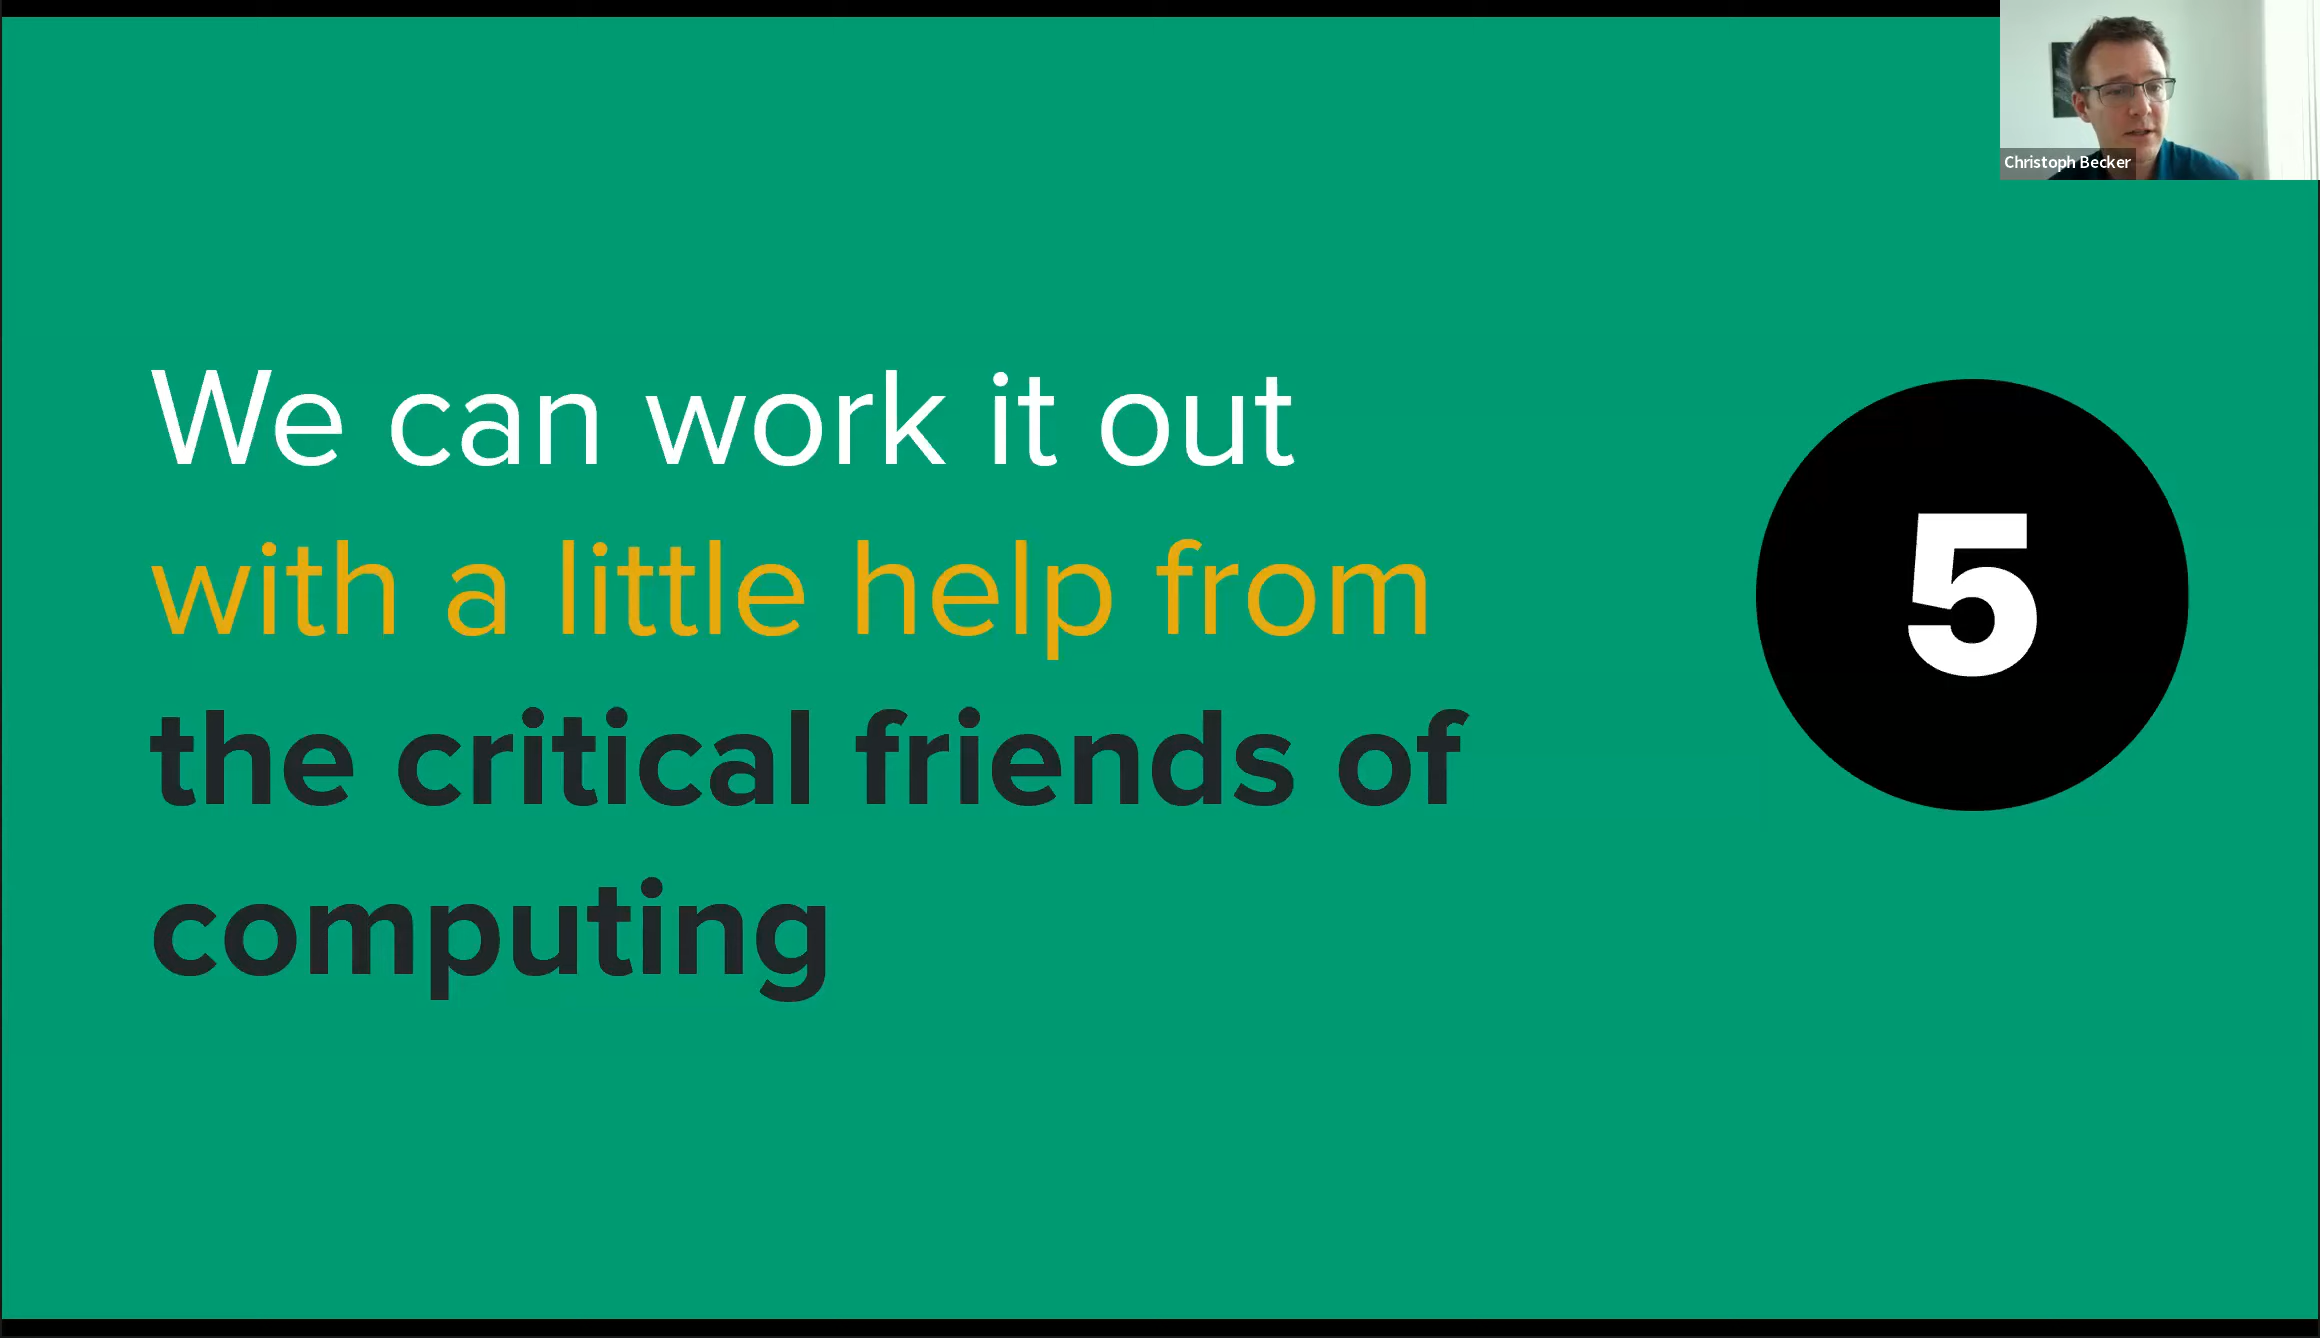 Christoph Becker
We can work it out
with a little help from
the critical friends of
computing
5